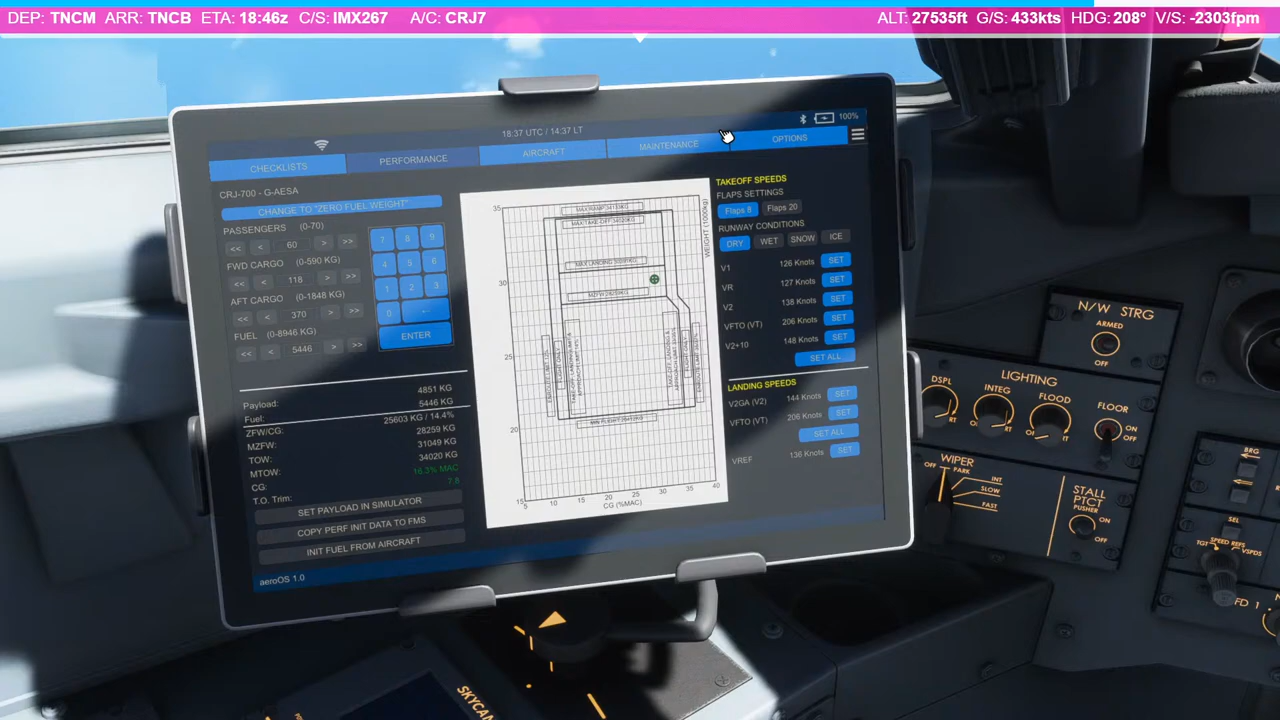 DEP: TNCM ARR: TNCB ETA: 18:46z C/S: IMX267 A/C: CRJ7
ALT: 27535ft G/S: 433kts HDG: 208° V/S: -2303fpm
18:37 UTC / 14:37 LT
100%
CHECKLISTS PERFORMANCE AIRCRAFT MAINTENANCE OPTIONS
CRJ-700 - G-AESA
CHANGE TO "ZERO FUEL WEIGHT"
PASSENGERS (0-70)
<< < 60 > >>
FWD CARGO (0-590 KG)
<< < 118 > >>
AFT CARGO (0-1848 KG)
<< < 370 > >>
FUEL (0-8946 KG)
<< < 5446 > >>
7 8 9
4 5 6
1 2 3
0 ←
ENTER
Payload: 4851 KG
Fuel: 5446 KG
ZFW/CG: 25603 KG / 14.4%
MZFW: 28259 KG
TOW: 31049 KG
MTOW: 34020 KG
CG: 16.3% MAC
T.O. Trim: 7.8
SET PAYLOAD IN SIMULATOR
COPY PERF INIT DATA TO FMS
INIT FUEL FROM AIRCRAFT
aeroOS 1.0
35
30
25
20
15
5 10 15 20 25 30 35 40
CG (%MAC)
WEIGHT (1000kg)
TAKEOFF SPEEDS
FLAPS SETTINGS
Flaps 8 Flaps 20
RUNWAY CONDITIONS
DRY WET SNOW ICE
V1 126 Knots SET
VR 127 Knots SET
V2 138 Knots SET
VFTO (VT) 206 Knots SET
V2+10 148 Knots SET
SET ALL
LANDING SPEEDS
V2GA (V2) 144 Knots SET
VFTO (VT) 206 Knots SET
SET ALL
VREF 136 Knots SET
N/W STRG
ARMED
LIGHTING
DSPL INTEG FLOOD FLOOR
ON
OFF
WIPER
OFF PARK INT
SLOW
FAST
STALL
PTCT
PUSHER
ON
OFF
BRG
SEL
SPEED REFS
TGT VSPDS
FD 1